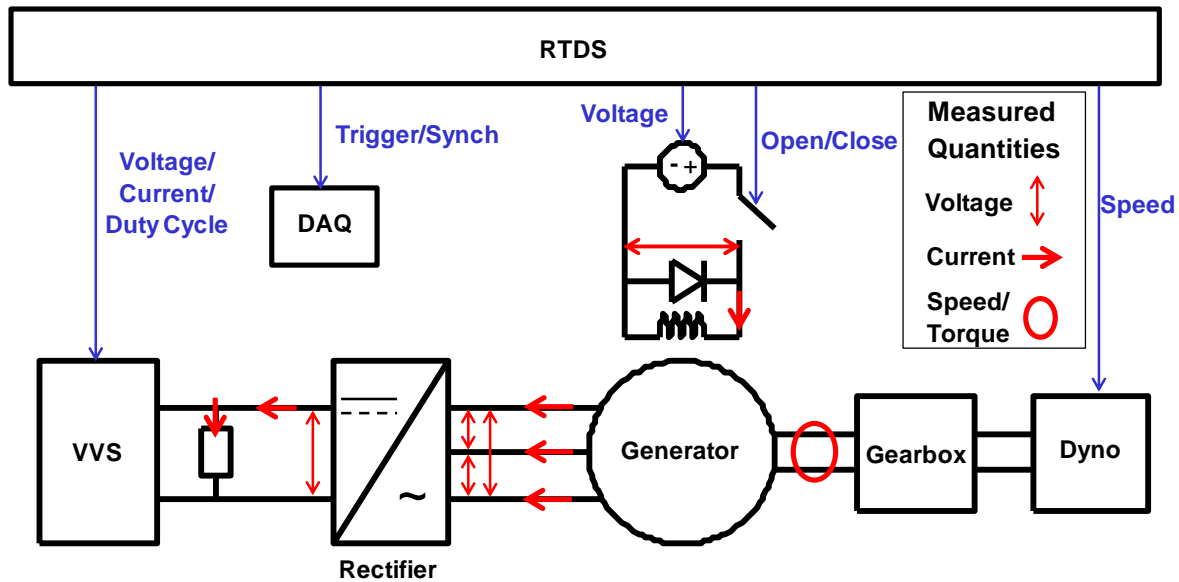 RTDS
Voltage/
Current/
Duty Cycle
Trigger/Synch
DAQ
Voltage
Open/Close
- +
Measured
Quantities
Voltage
Current
Speed/
Torque
Speed
VVS
~
Rectifier
Generator
Gearbox
Dyno